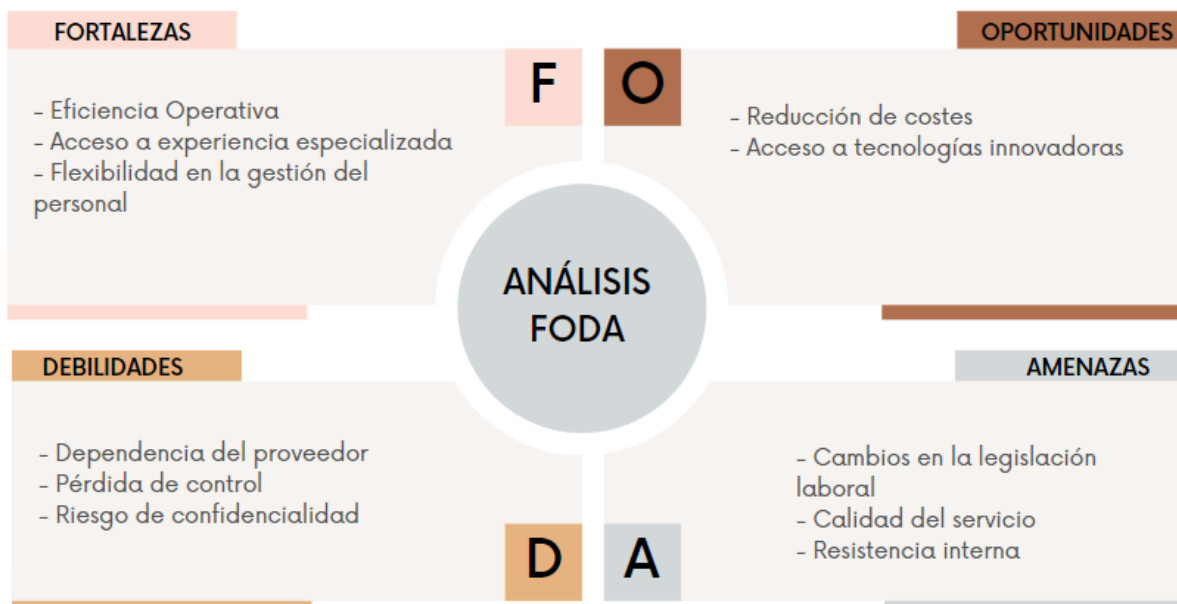 FORTALEZAS
F
- Eficiencia Operativa
- Acceso a experiencia especializada
- Flexibilidad en la gestión del
personal
OPORTUNIDADES
O
- Reducción de costes
- Acceso a tecnologías innovadoras
ANÁLISIS
FODA
DEBILIDADES
- Dependencia del proveedor
- Pérdida de control
- Riesgo de confidencialidad
D
AMENAZAS
- Cambios en la legislación
laboral
- Calidad del servicio
- Resistencia interna
A